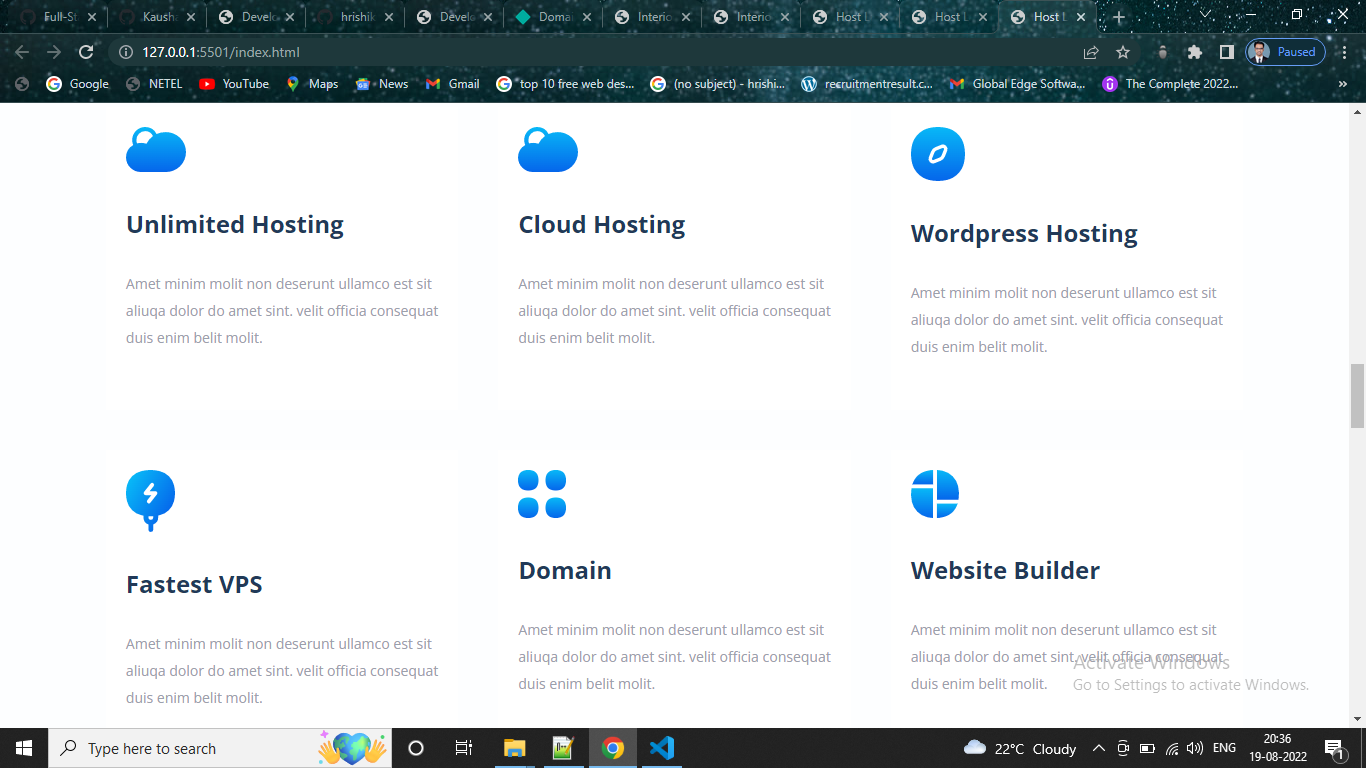 Full-St
Kausha
Develo
hrishik
Develo
Doma
Interio
Interio
Host D
Host L
Host L
127.0.0.1:5501/index.html
Paused
Google
NETEL
YouTube
Maps
News
Gmail
top 10 free web des...
(no subject) - hrishi...
recruitmentresult.c...
Global Edge Softwa...
The Complete 2022...
Unlimited Hosting
Amet minim molit non deserunt ullamco est sit
aliuqa dolor do amet sint. velit officia consequat
duis enim belit molit.
Cloud Hosting
Amet minim molit non deserunt ullamco est sit
aliuqa dolor do amet sint. velit officia consequat
duis enim belit molit.
Wordpress Hosting
Amet minim molit non deserunt ullamco est sit
aliuqa dolor do amet sint. velit officia consequat
duis enim belit molit.
Fastest VPS
Amet minim molit non deserunt ullamco est sit
aliuqa dolor do amet sint. velit officia consequat
duis enim belit molit.
Domain
Amet minim molit non deserunt ullamco est sit
aliuqa dolor do amet sint. velit officia consequat
duis enim belit molit.
Website Builder
Amet minim molit non deserunt ullamco est sit
aliuqa dolor do amet sint. velit officia consequat
duis enim belit molit.
Activate Windows
Go to Settings to activate Windows.
Type here to search
22°C Cloudy
ENG
20:36
19-08-2022
1